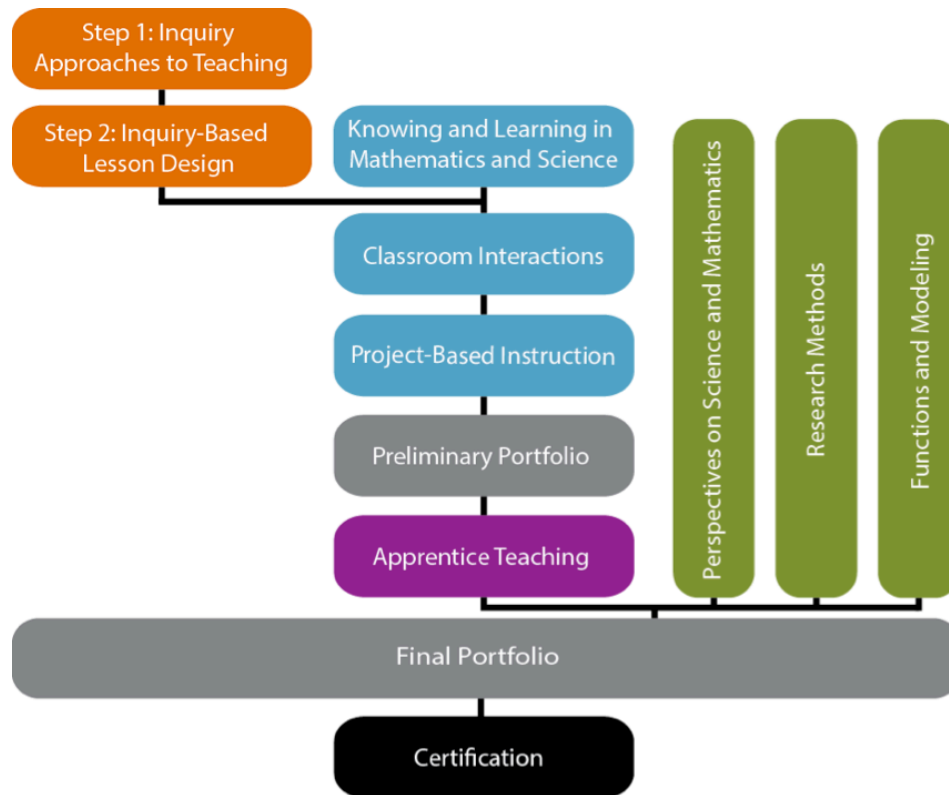 Step 1: Inquiry
Approaches to Teaching
Step 2: Inquiry-Based
Lesson Design
Knowing and Learning in
Mathematics and Science
Classroom Interactions
Project-Based Instruction
Preliminary Portfolio
Apprentice Teaching
Perspectives on Science and Mathematics
Research Methods
Functions and Modeling
Final Portfolio
Certification